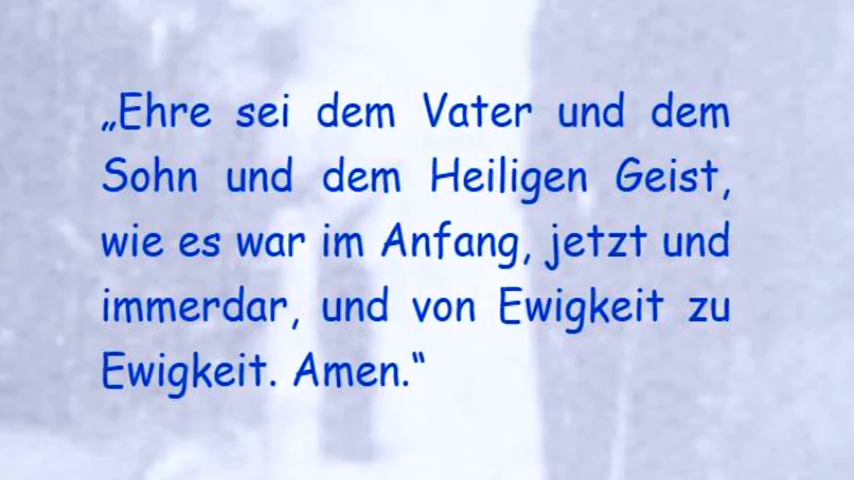 „Ehre sei dem Vater und dem
Sohn und dem Heiligen Geist,
wie es war im Anfang, jetzt und
immerdar, und von Ewigkeit zu
Ewigkeit. Amen.“